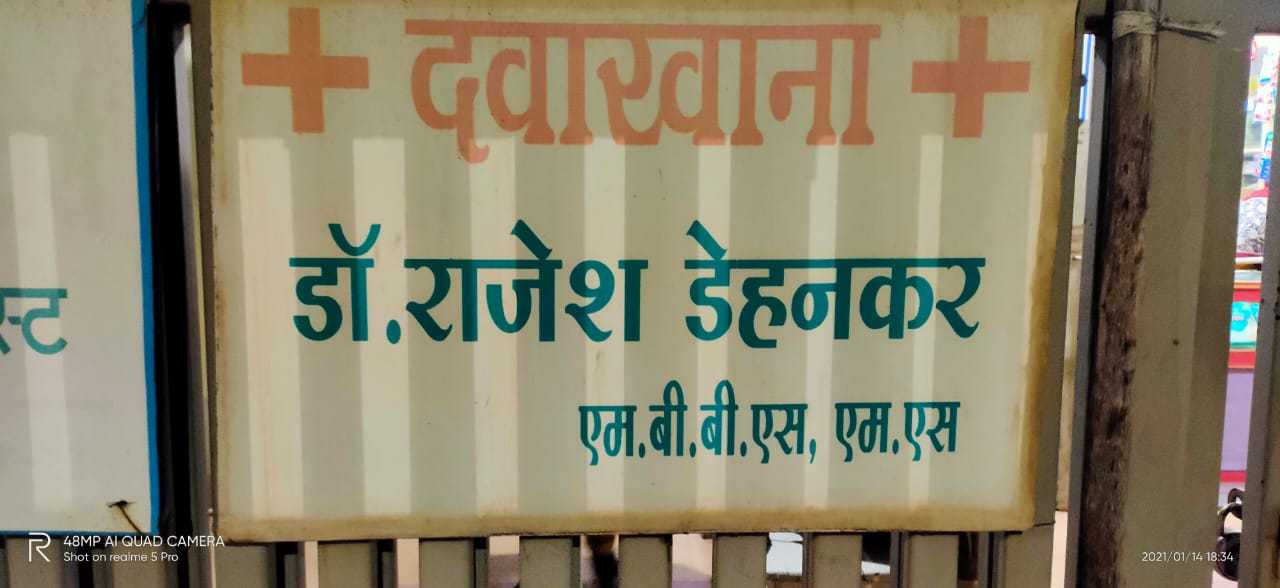 + दवाखाना +
डॉ.राजेश डेहनकर
एम.बी.बी.एस, एम.एस
स्ट
48MP AI QUAD CAMERA
Shot on realme 5 Pro
2021/01/14 18:34